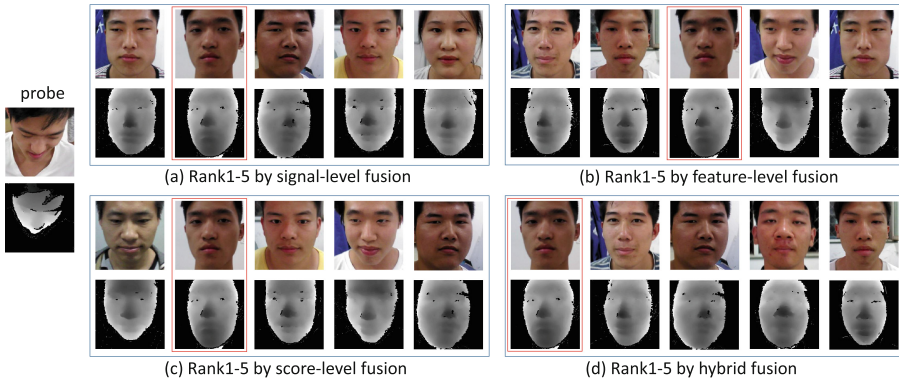 probe
(a) Rank1-5 by signal-level fusion
(b) Rank1-5 by feature-level fusion
(c) Rank1-5 by score-level fusion
(d) Rank1-5 by hybrid fusion